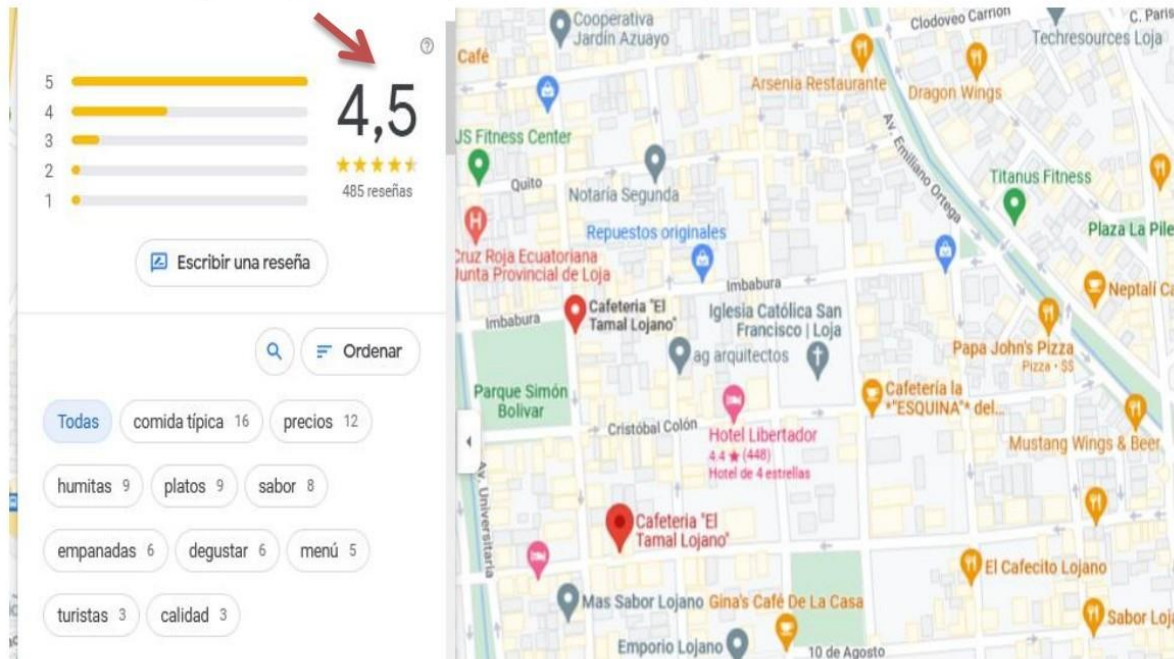 5
4
3
2
1
4,5
485 reseñas
Escribir una reseña
Ordenar
Todas
comida típica 16
precios 12
humitas 9
platos 9
sabor 8
empanadas 6
degustar 6
menú 5
turistas 3
calidad 3
Cooperativa
Jardín Azuayo
Clodoveo Carrión
C. Paris
Techresources Loja
Café
Arsenia Restaurante
Dragon Wings
JS Fitness Center
Av. Emiliano Ortega
Quito
Notaría Segunda
Titanus Fitness
Repuestos originales
Plaza La Pile
Cruz Roja Ecuatoriana
Junta Provincial de Loja
Imbabura
Neptalí Ca
Imbabura
Cafeteria "El
Tamal Lojano"
Iglesia Católica San
Francisco | Loja
ag arquitectos
Papa John's Pizza
Pizza • $$
Parque Simón
Bolivar
Cafetería la
*"ESQUINA"* del...
Cristóbal Colón
Hotel Libertador
4.4 ★ (448)
Hotel de 4 estrellas
Mustang Wings & Beer
Av. Universitaria
Cafeteria "El
Tamal Lojano"
El Cafecito Lojano
Mas Sabor Lojano
Gina's Café De La Casa
Sabor Loj
Emporio Lojano
10 de Agosto